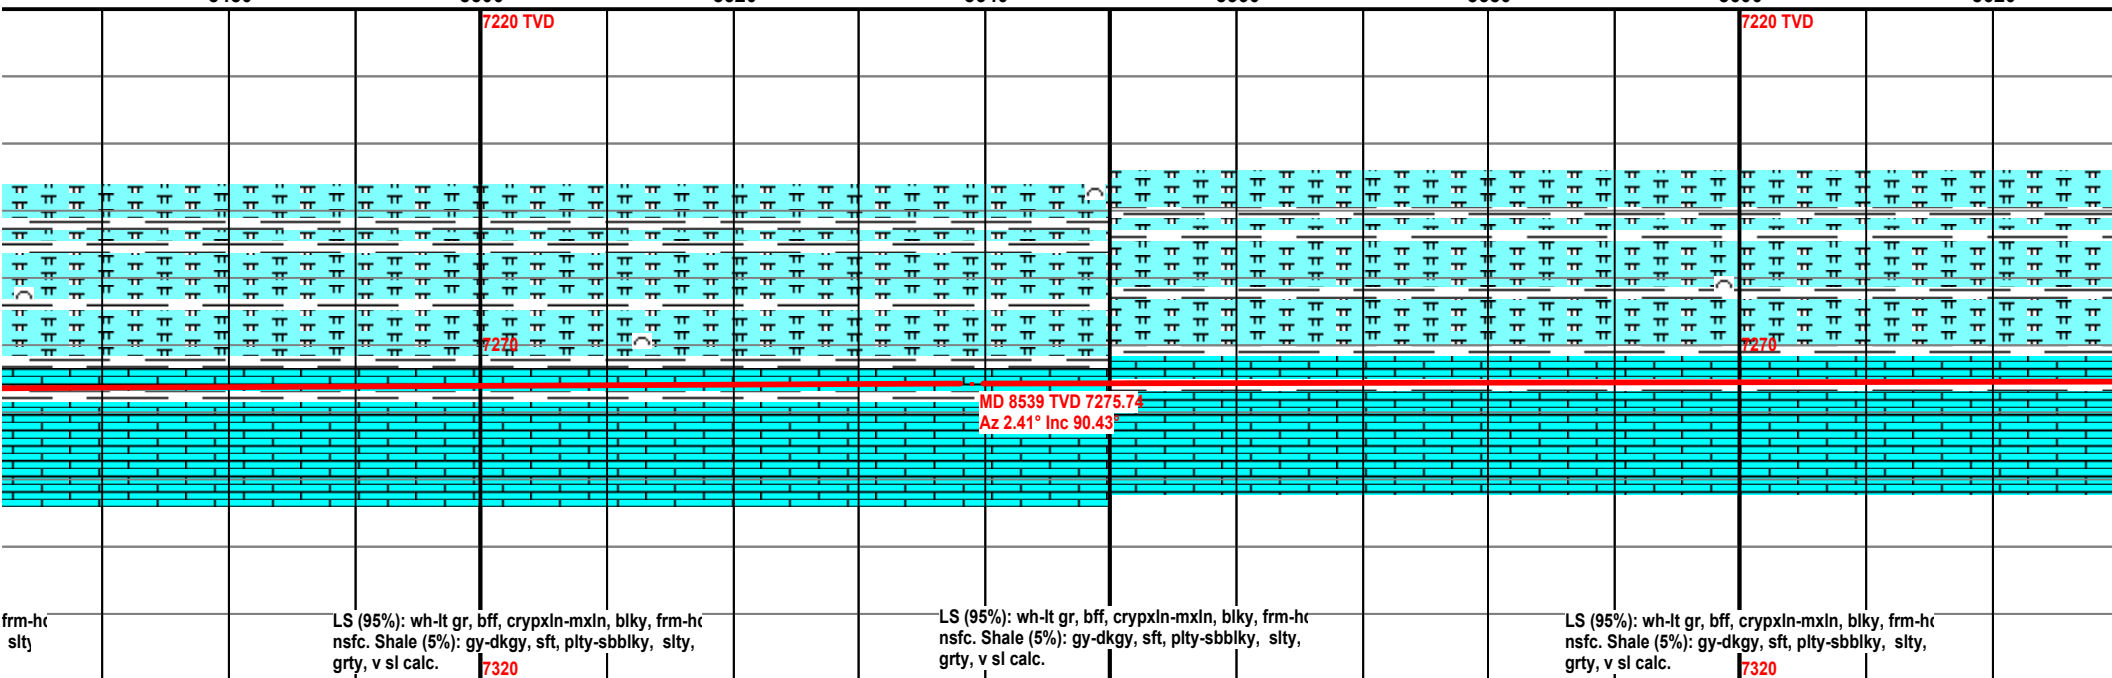 7220 TVD
7220 TVD
7270
7270
MD 8539 TVD 7275.74
Az 2.41° Inc 90.43°
frm-hc
slty
LS (95%): wh-lt gr, bff, crypxln-mxln, blky, frm-hc
nsfc. Shale (5%): gy-dkgy, sft, plty-sbblky, slty,
grty, v sl calc.
7320
LS (95%): wh-lt gr, bff, crypxln-mxln, blky, frm-hc
nsfc. Shale (5%): gy-dkgy, sft, plty-sbblky, slty,
grty, v sl calc.
LS (95%): wh-lt gr, bff, crypxln-mxln, blky, frm-hc
nsfc. Shale (5%): gy-dkgy, sft, plty-sbblky, slty,
grty, v sl calc.
7320